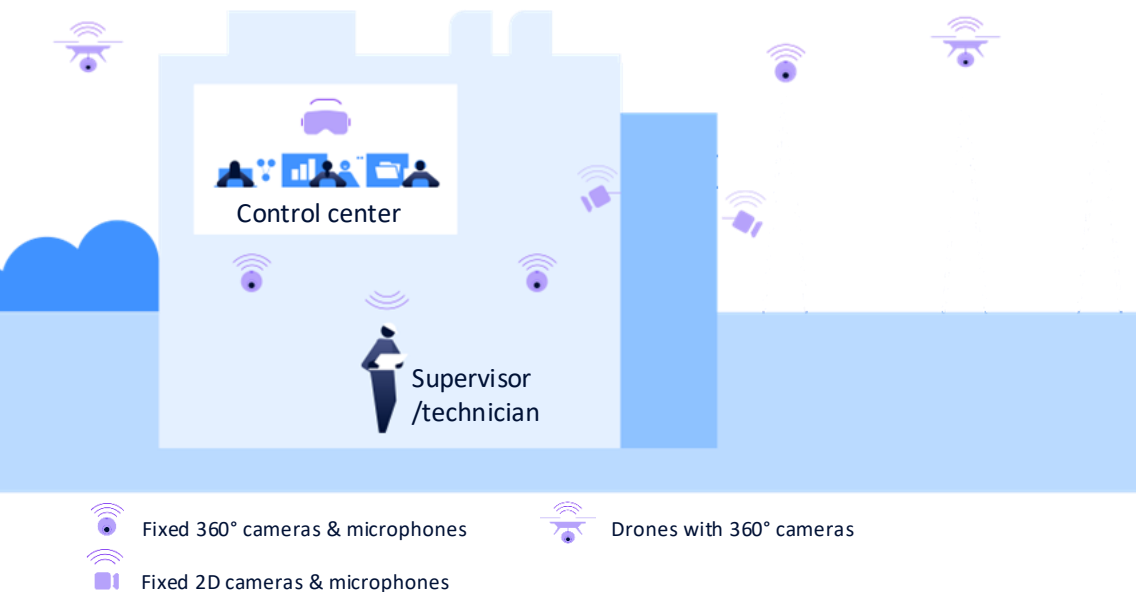 Control center
Supervisor
/technician
Fixed 360° cameras & microphones
Drones with 360° cameras
Fixed 2D cameras & microphones